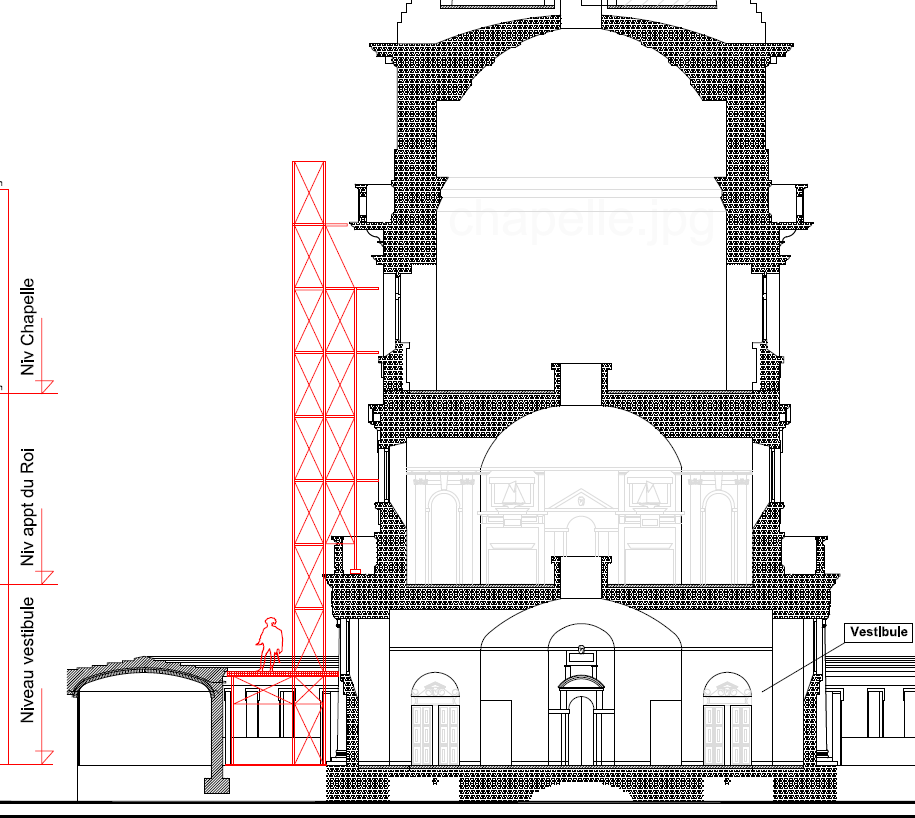 chapelle.jpg
Niv Chapelle
Niv appt du Roi
Niveau vestibule
Vestibule